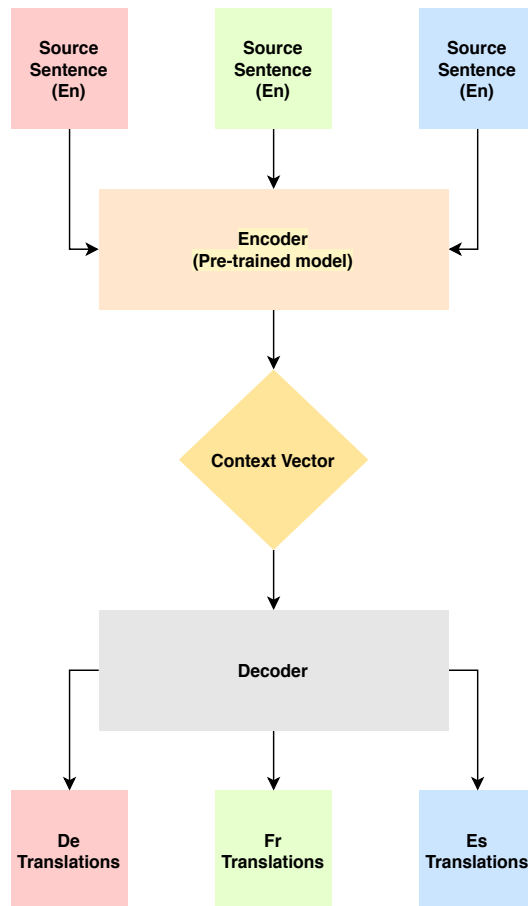 Source
Sentence
(En)
Source
Sentence
(En)
Source
Sentence
(En)
Encoder
(Pre-trained model)
Context Vector
Decoder
De
Translations
Fr
Translations
Es
Translations